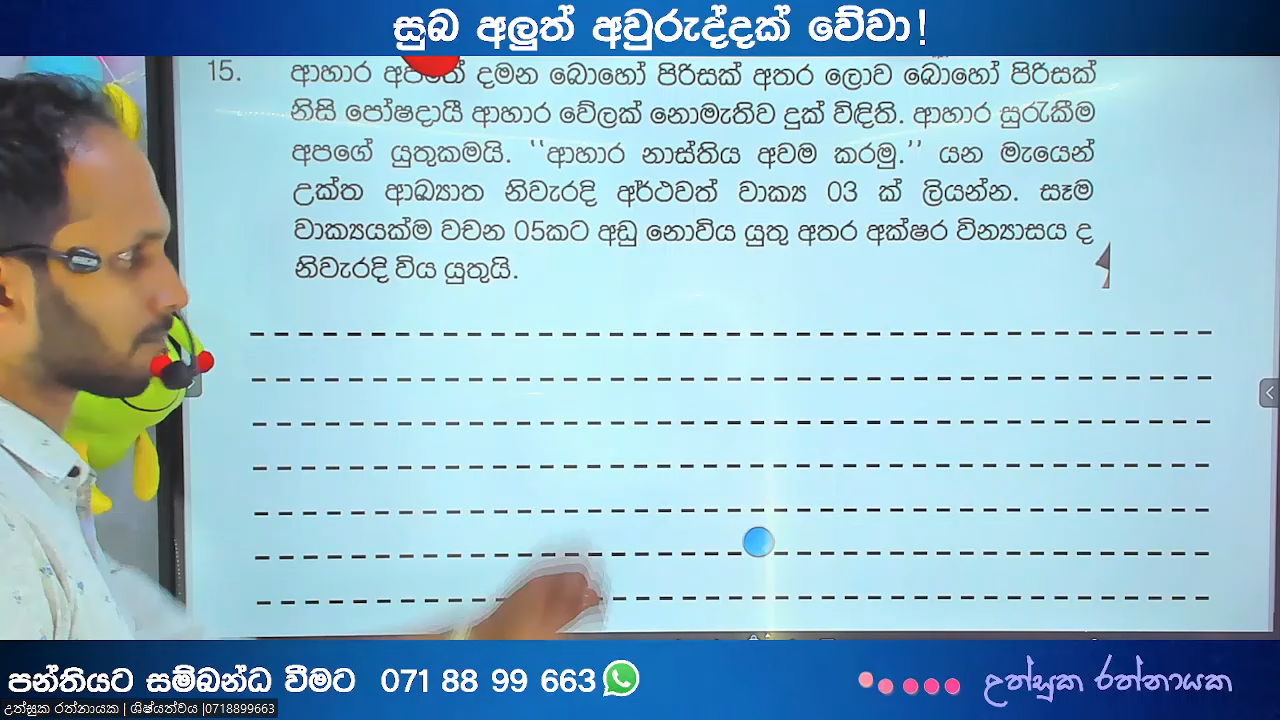 සුබ අලුත් අවුරුද්දක් වේවා!
15. ආහාර අපතේ දමන බොහෝ පිරිසක් අතර ලොව බොහෝ පිරිසක්
නිසි පෝෂදායී ආහාර වේලක් නොමැතිව දුක් විඳිති. ආහාර සුරැකීම
අපගේ යුතුකමයි. ‘‘ආහාර නාස්තිය අවම කරමු.’’ යන මැයෙන්
උක්ත ආඛ්‍යාත නිවැරදි අර්ථවත් වාක්‍ය 03 ක් ලියන්න. සෑම
වාක්‍යයක්ම වචන 05කට අඩු නොවිය යුතු අතර අක්ෂර වින්‍යාසය ද
නිවැරදි විය යුතුයි.
පන්තියට සම්බන්ධ වීමට 071 88 99 663
උත්සුක රත්නායක
උත්සුක රත්නායක | ශිෂ්‍යත්වය |0718899663